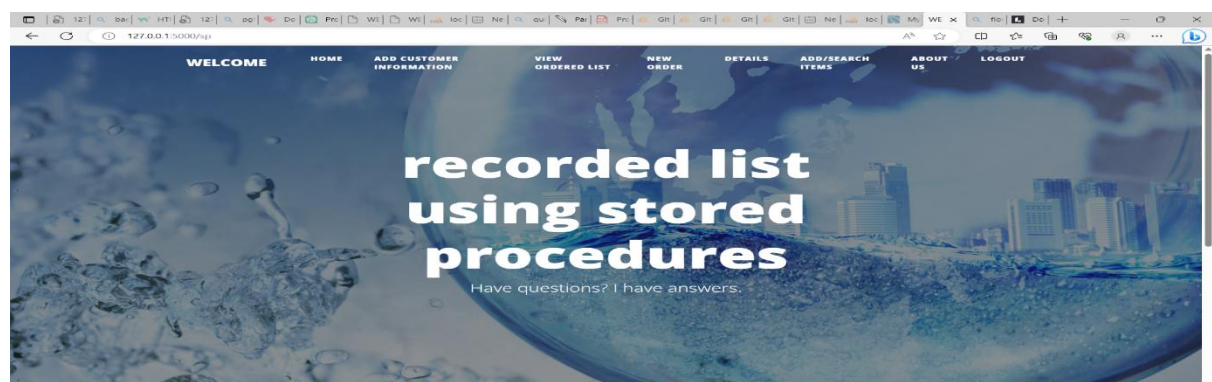 127.0.0.1:5000/sp
WELCOME
HOME
ADD CUSTOMER
INFORMATION
VIEW
ORDERED LIST
NEW
ORDER
DETAILS
ADD/SEARCH
ITEMS
ABOUT
US
LOGOUT
recorded list
using stored
procedures
Have questions? I have answers.